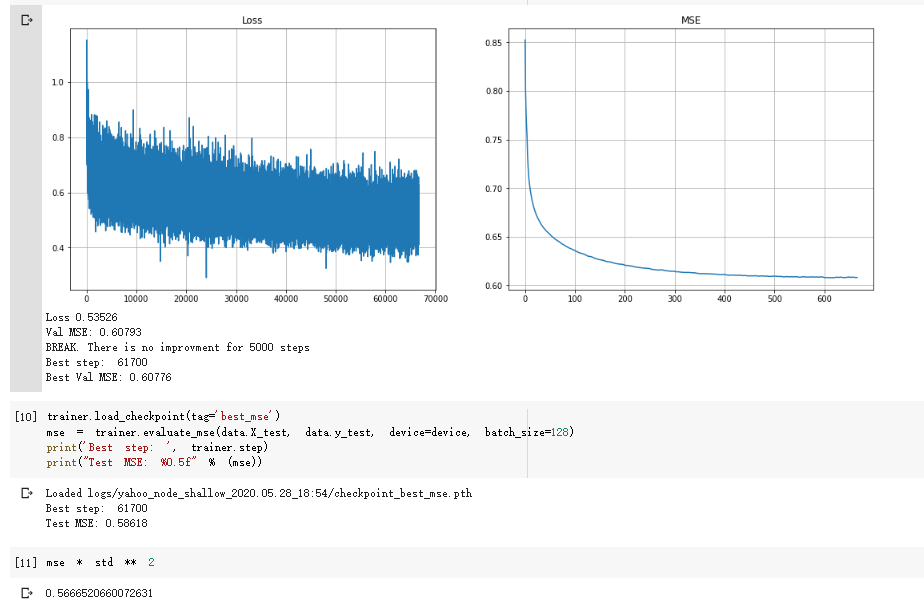 Loss
1.0
0.8
0.6
0.4
0 10000 20000 30000 40000 50000 60000 70000
MSE
0.85
0.80
0.75
0.70
0.65
0.60
0 100 200 300 400 500 600
Loss 0.53526
Val MSE: 0.60793
BREAK. There is no improvment for 5000 steps
Best step: 61700
Best Val MSE: 0.60776
[10] trainer.load_checkpoint(tag='best_mse')
mse = trainer.evaluate_mse(data.X_test, data.y_test, device=device, batch_size=128)
print('Best step: ', trainer.step)
print("Test MSE: %0.5f" % (mse))
Loaded logs/yahoo_node_shallow_2020.05.28_18:54/checkpoint_best_mse.pth
Best step: 61700
Test MSE: 0.58618
[11] mse * std ** 2
0.5666520660072631